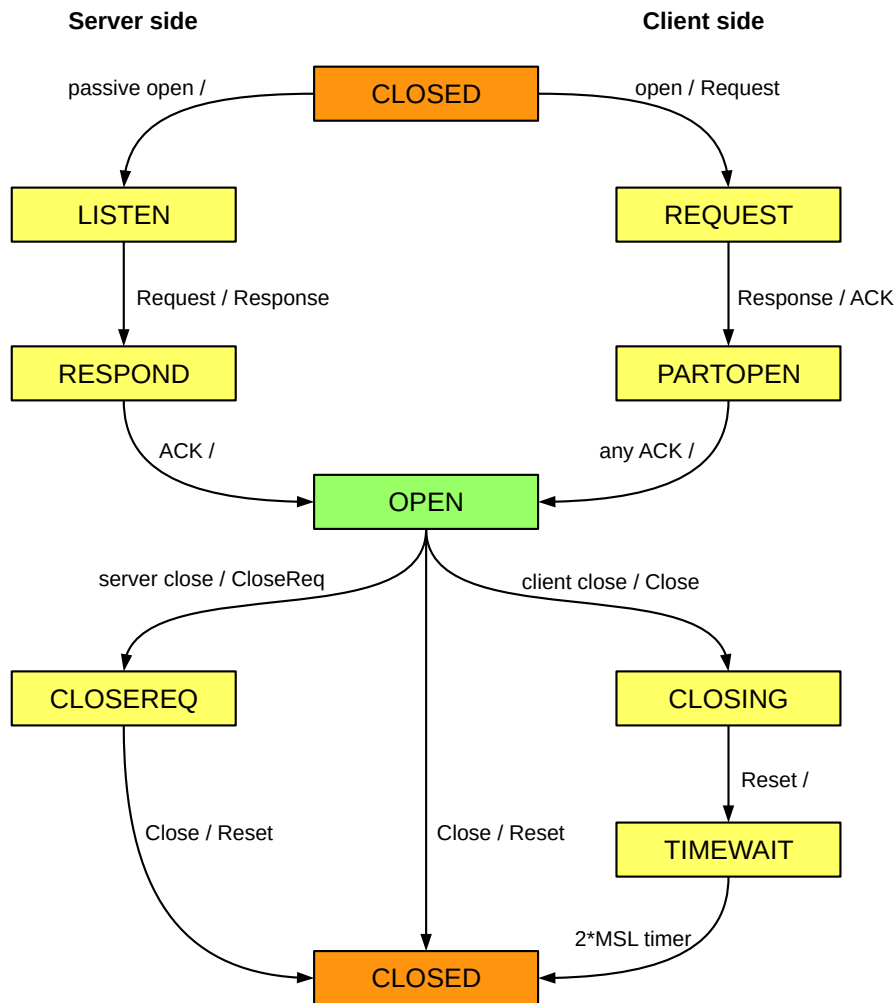 Server side
Client side
passive open /
CLOSED
open / Request
LISTEN
REQUEST
Request / Response
Response / ACK
RESPOND
PARTOPEN
ACK /
any ACK /
OPEN
server close / CloseReq
client close / Close
CLOSEREQ
CLOSING
Reset /
Close / Reset
Close / Reset
TIMEWAIT
2*MSL timer
CLOSED